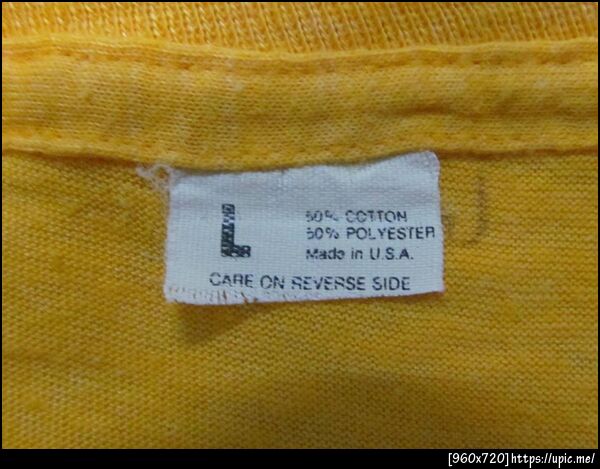 L
50% COTTON
50% POLYESTER
Made in U.S.A.
CARE ON REVERSE SIDE
[960x720]https://upic.me/